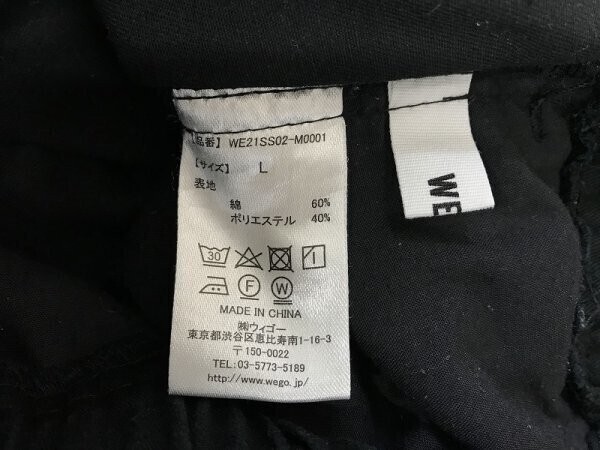 【品番】 WE21SS02-M0001
【サイズ】 L
表地
綿 60%
ポリエステル 40%
30
F W
MADE IN CHINA
㈱ウィゴー
東京都渋谷区恵比寿南1-16-3
〒150-0022
TEL: 03-5773-5189
http://www.wego.jp/
WE